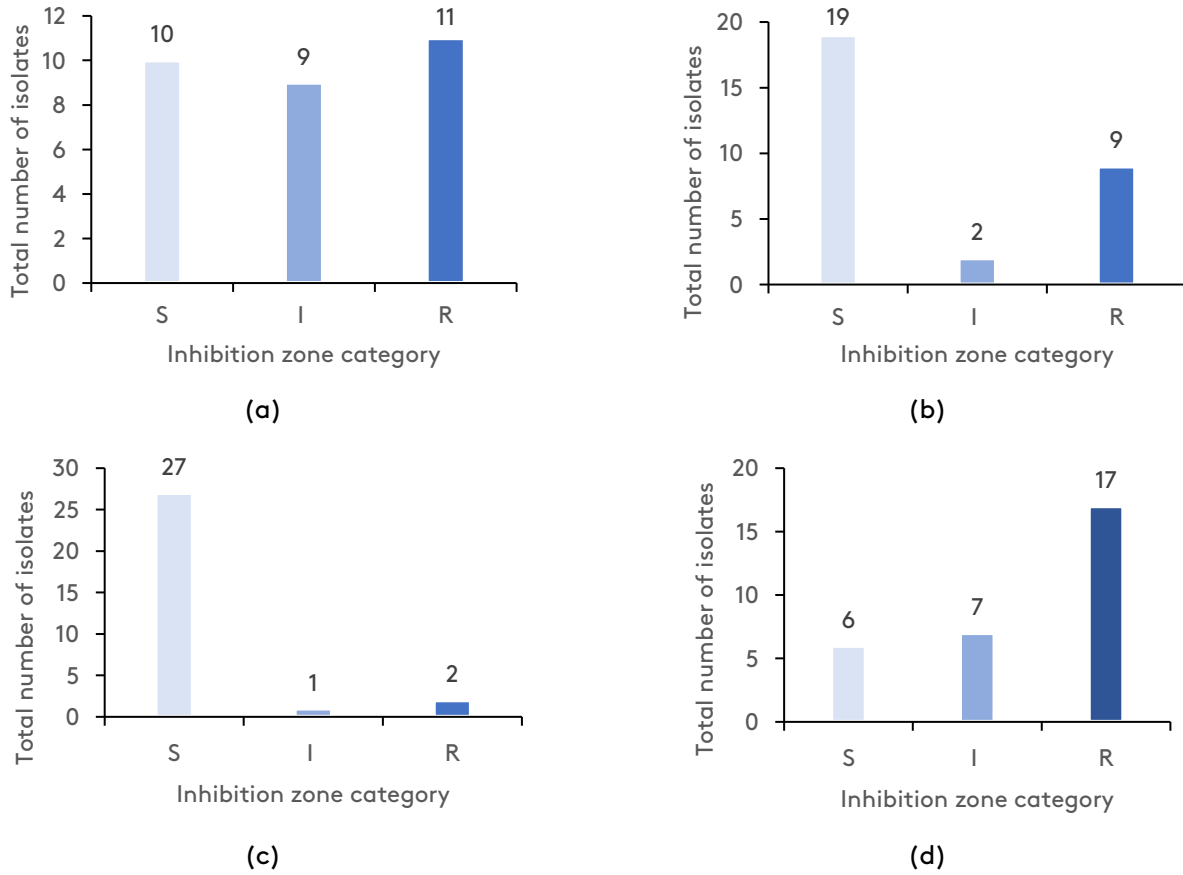 Total number of isolates
12
10
8
6
4
2
0
10
9
11
S
I
R
Inhibition zone category
(a)
Total number of isolates
20
15
10
5
0
19
2
9
S
I
R
Inhibition zone category
(b)
Total number of isolates
30
25
20
15
10
5
0
27
1
2
S
I
R
Inhibition zone category
(c)
Total number of isolates
20
15
10
5
0
6
7
17
S
I
R
Inhibition zone category
(d)